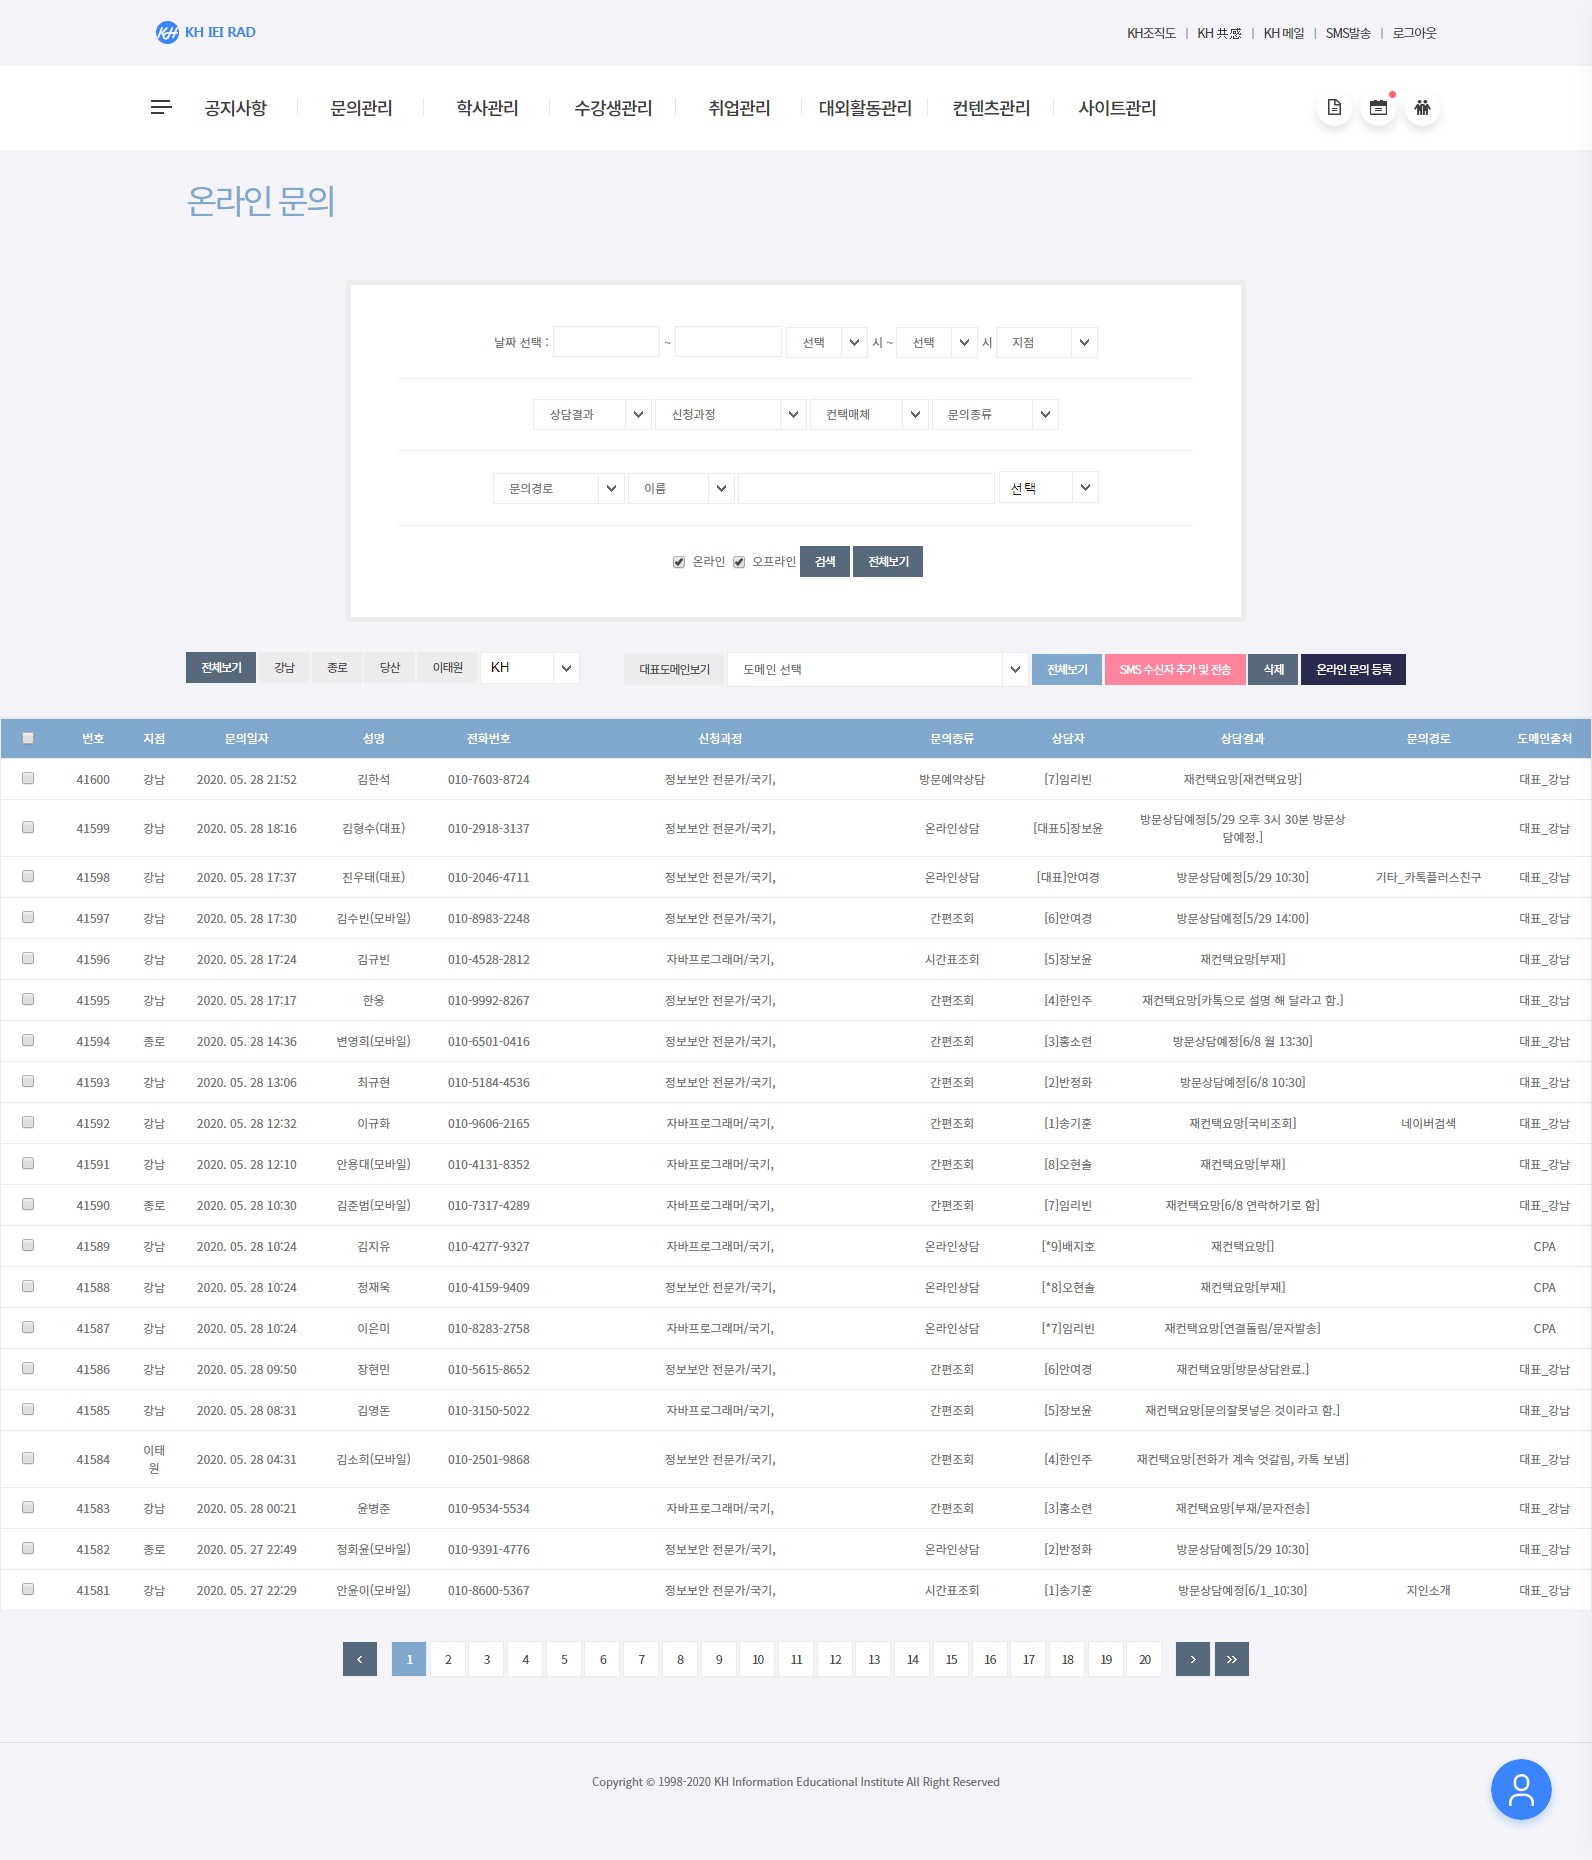 KH KH IEI RAD
KH조직도 | KH 共感 | KH 메일 | SMS발송 | 로그아웃
공지사항 문의관리 학사관리 수강생관리 취업관리 대외활동관리 컨텐츠관리 사이트관리
온라인 문의
날짜 선택 : ~ 선택 시 ~ 선택 시 지점
상담결과 신청과정 컨택매체 문의종류
문의경로 이름 선택
온라인 오프라인 검색 전체보기
전체보기 강남 종로 당산 이태원 KH 대표도메인보기 도메인 선택 전체보기 SMS 수신자 추가 및 전송 삭제 온라인 문의 등록
번호 지점 문의일자 성명 전화번호 신청과정 문의종류 상담자 상담결과 문의경로 도메인출처
41600 강남 2020. 05. 28 21:52 김한석 010-7603-8724 정보보안 전문가/국기, 방문예약상담 [7]임리빈 재컨택요망[재컨택요망] 대표_강남
41599 강남 2020. 05. 28 18:16 김형수(대표) 010-2918-3137 정보보안 전문가/국기, 온라인상담 [대표5]장보윤 방문상담예정[5/29 오후 3시 30분 방문상
담예정.] 대표_강남
41598 강남 2020. 05. 28 17:37 진우태(대표) 010-2046-4711 정보보안 전문가/국기, 온라인상담 [대표]안여경 방문상담예정[5/29 10:30] 기타_카톡플러스친구 대표_강남
41597 강남 2020. 05. 28 17:30 김수빈(모바일) 010-8983-2248 정보보안 전문가/국기, 간편조회 [6]안여경 방문상담예정[5/29 14:00] 대표_강남
41596 강남 2020. 05. 28 17:24 김규빈 010-4528-2812 자바프로그래머/국기, 시간표조회 [5]장보윤 재컨택요망[부재] 대표_강남
41595 강남 2020. 05. 28 17:17 한웅 010-9992-8267 정보보안 전문가/국기, 간편조회 [4]한인주 재컨택요망[카톡으로 설명 해 달라고 함.] 대표_강남
41594 종로 2020. 05. 28 14:36 변영희(모바일) 010-6501-0416 정보보안 전문가/국기, 간편조회 [3]홍소련 방문상담예정[6/8 월 13:30] 대표_강남
41593 강남 2020. 05. 28 13:06 최규현 010-5184-4536 정보보안 전문가/국기, 간편조회 [2]반정화 방문상담예정[6/8 10:30] 대표_강남
41592 강남 2020. 05. 28 12:32 이규화 010-9606-2165 자바프로그래머/국기, 간편조회 [1]송기훈 재컨택요망[국비조회] 네이버검색 대표_강남
41591 강남 2020. 05. 28 12:10 안용대(모바일) 010-4131-8352 자바프로그래머/국기, 간편조회 [8]오현솔 재컨택요망[부재] 대표_강남
41590 종로 2020. 05. 28 10:30 김준범(모바일) 010-7317-4289 자바프로그래머/국기, 간편조회 [7]임리빈 재컨택요망[6/8 연락하기로 함] 대표_강남
41589 강남 2020. 05. 28 10:24 김지유 010-4277-9327 자바프로그래머/국기, 온라인상담 [*9]배지호 재컨택요망[] CPA
41588 강남 2020. 05. 28 10:24 정재욱 010-4159-9409 정보보안 전문가/국기, 온라인상담 [*8]오현솔 재컨택요망[부재] CPA
41587 강남 2020. 05. 28 10:24 이은미 010-8283-2758 자바프로그래머/국기, 온라인상담 [*7]임리빈 재컨택요망[연결돌림/문자발송] CPA
41586 강남 2020. 05. 28 09:50 장현민 010-5615-8652 정보보안 전문가/국기, 간편조회 [6]안여경 재컨택요망[방문상담완료.] 대표_강남
41585 강남 2020. 05. 28 08:31 김영돈 010-3150-5022 자바프로그래머/국기, 간편조회 [5]장보윤 재컨택요망[문의잘못넣은 것이라고 함.] 대표_강남
41584 이태
원 2020. 05. 28 04:31 김소희(모바일) 010-2501-9868 정보보안 전문가/국기, 간편조회 [4]한인주 재컨택요망[전화가 계속 엇갈림, 카톡 보냄] 대표_강남
41583 강남 2020. 05. 28 00:21 윤병준 010-9534-5534 자바프로그래머/국기, 간편조회 [3]홍소련 재컨택요망[부재/문자전송] 대표_강남
41582 종로 2020. 05. 27 22:49 정회윤(모바일) 010-9391-4776 정보보안 전문가/국기, 온라인상담 [2]반정화 방문상담예정[5/29 10:30] 대표_강남
41581 강남 2020. 05. 27 22:29 안윤이(모바일) 010-8600-5367 정보보안 전문가/국기, 시간표조회 [1]송기훈 방문상담예정[6/1_10:30] 지인소개 대표_강남
< 1 2 3 4 5 6 7 8 9 10 11 12 13 14 15 16 17 18 19 20 > >>
Copyright © 1998-2020 KH Information Educational Institute All Right Reserved